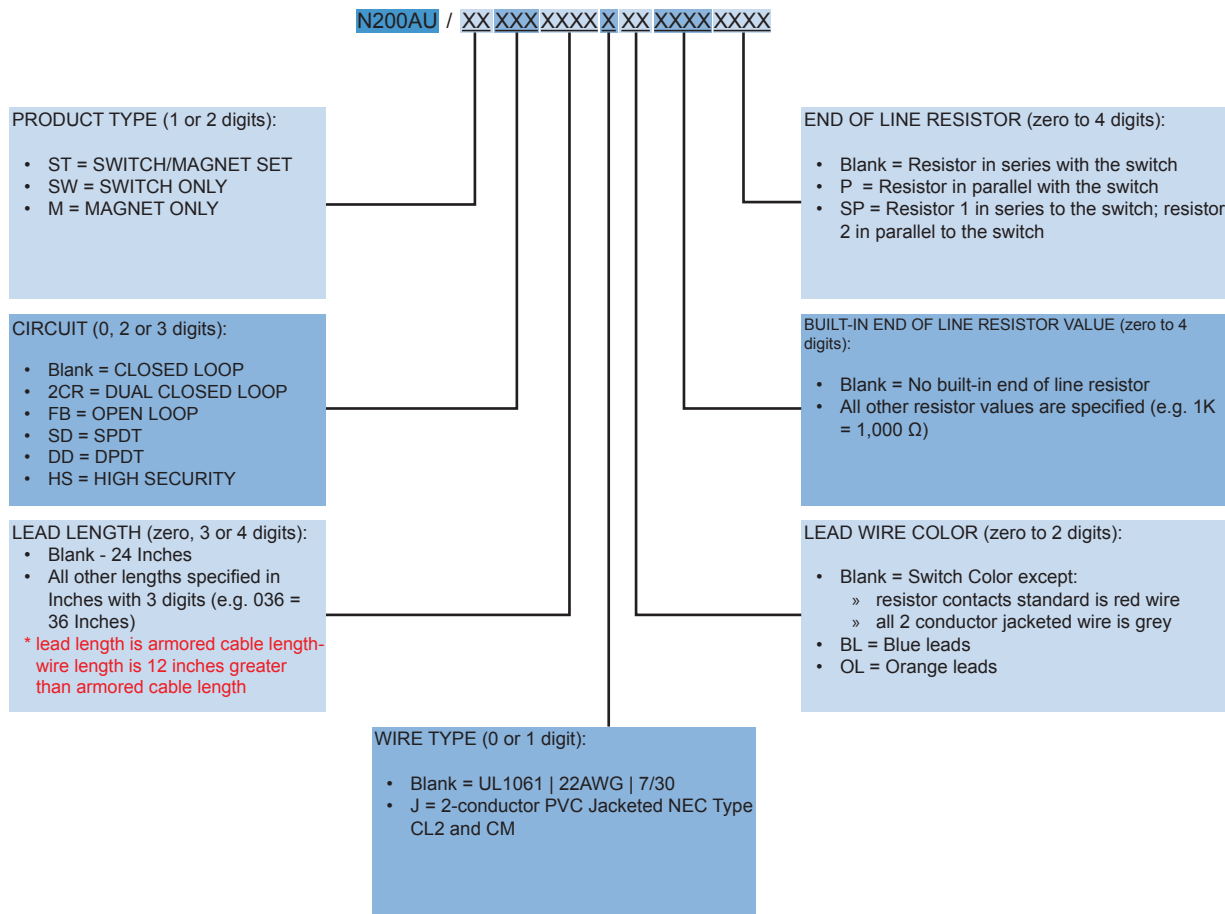 N200AU / XX XXX XXXX X XX XXXX XXXX
PRODUCT TYPE (1 or 2 digits):
• ST = SWITCH/MAGNET SET
• SW = SWITCH ONLY
• M = MAGNET ONLY
CIRCUIT (0, 2 or 3 digits):
• Blank = CLOSED LOOP
• 2CR = DUAL CLOSED LOOP
• FB = OPEN LOOP
• SD = SPDT
• DD = DPDT
• HS = HIGH SECURITY
LEAD LENGTH (zero, 3 or 4 digits):
• Blank - 24 Inches
• All other lengths specified in
Inches with 3 digits (e.g. 036 =
36 Inches)
* lead length is armored cable length-
wire length is 12 inches greater
than armored cable length
WIRE TYPE (0 or 1 digit):
• Blank = UL1061 | 22AWG | 7/30
• J = 2-conductor PVC Jacketed NEC Type
CL2 and CM
END OF LINE RESISTOR (zero to 4 digits):
• Blank = Resistor in series with the switch
• P = Resistor in parallel with the switch
• SP = Resistor 1 in series to the switch; resistor
2 in parallel to the switch
BUILT-IN END OF LINE RESISTOR VALUE (zero to 4
digits):
• Blank = No built-in end of line resistor
• All other resistor values are specified (e.g. 1K
= 1,000 Ω)
LEAD WIRE COLOR (zero to 2 digits):
• Blank = Switch Color except:
» resistor contacts standard is red wire
» all 2 conductor jacketed wire is grey
• BL = Blue leads
• OL = Orange leads